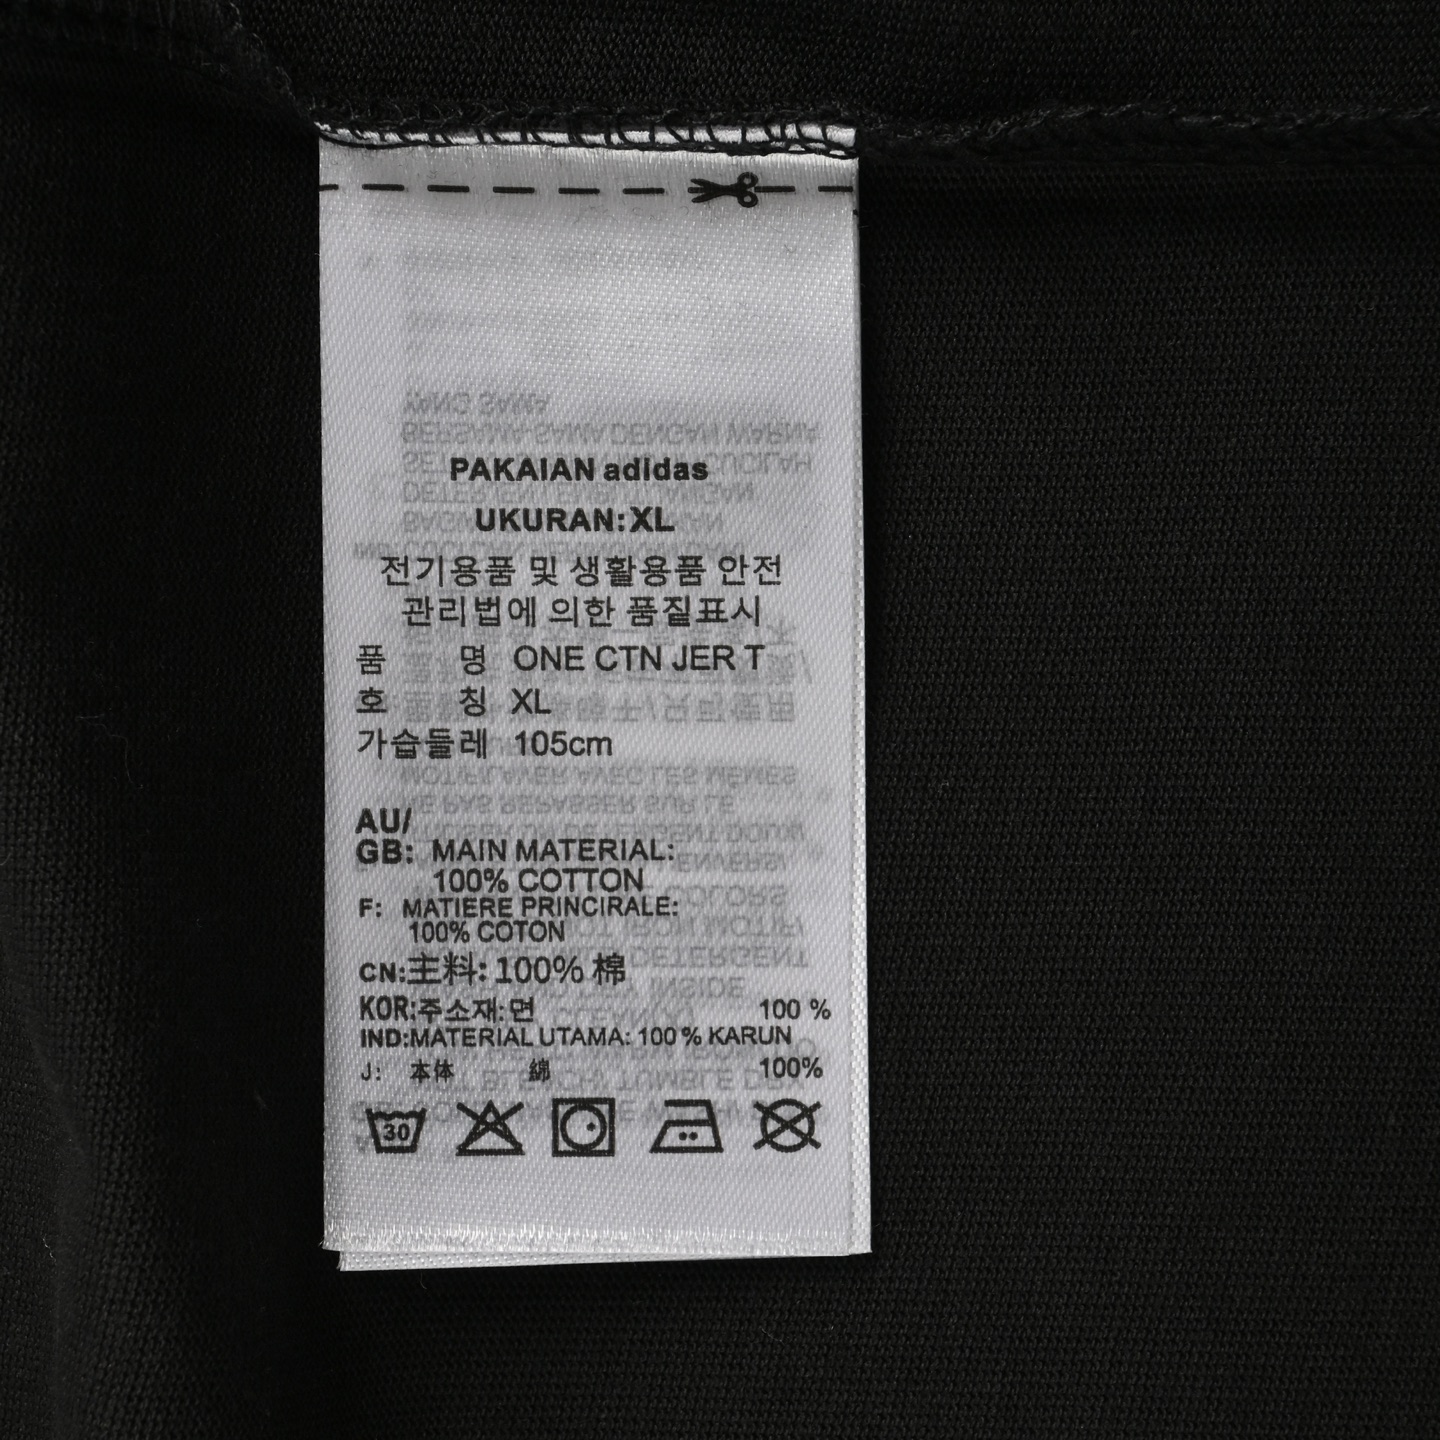 PAKAIAN adidas
UKURAN:XL
전기용품 및 생활용품 안전
관리법에 의한 품질표시
품 명 ONE CTN JER T
호 칭 XL
가슴들레 105cm
AU/
GB: MAIN MATERIAL:
100% COTTON
F: MATIERE PRINCIRALE:
100% COTON
CN:主料: 100% 棉
KOR:주소재:면 100 %
IND:MATERIAL UTAMA: 100 % KARUN
J: 本体 綿 100%
30